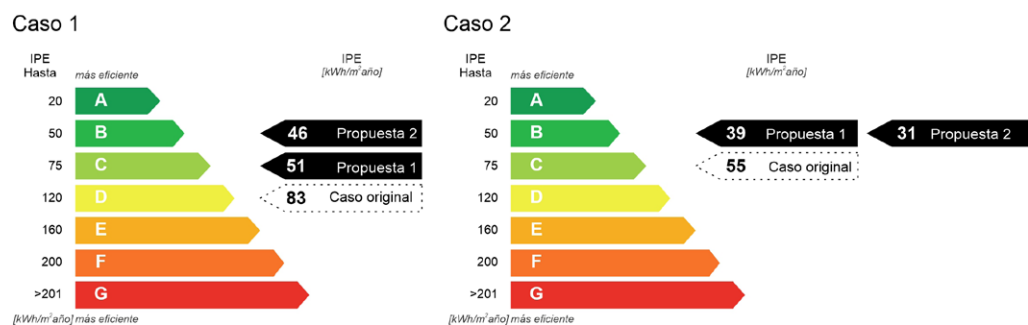 Caso 1
IPE
Hasta
más eficiente
IPE
[kWh/m²año]
20 A
50 B 46 Propuesta 2
75 C 51 Propuesta 1
120 D 83 Caso original
160 E
200 F
>201 G
[kWh/m²año] más eficiente
Caso 2
IPE
Hasta
más eficiente
IPE
[kWh/m²año]
20 A
50 B 39 Propuesta 1 31 Propuesta 2
75 C 55 Caso original
120 D
160 E
200 F
>201 G
[kWh/m²año] más eficiente